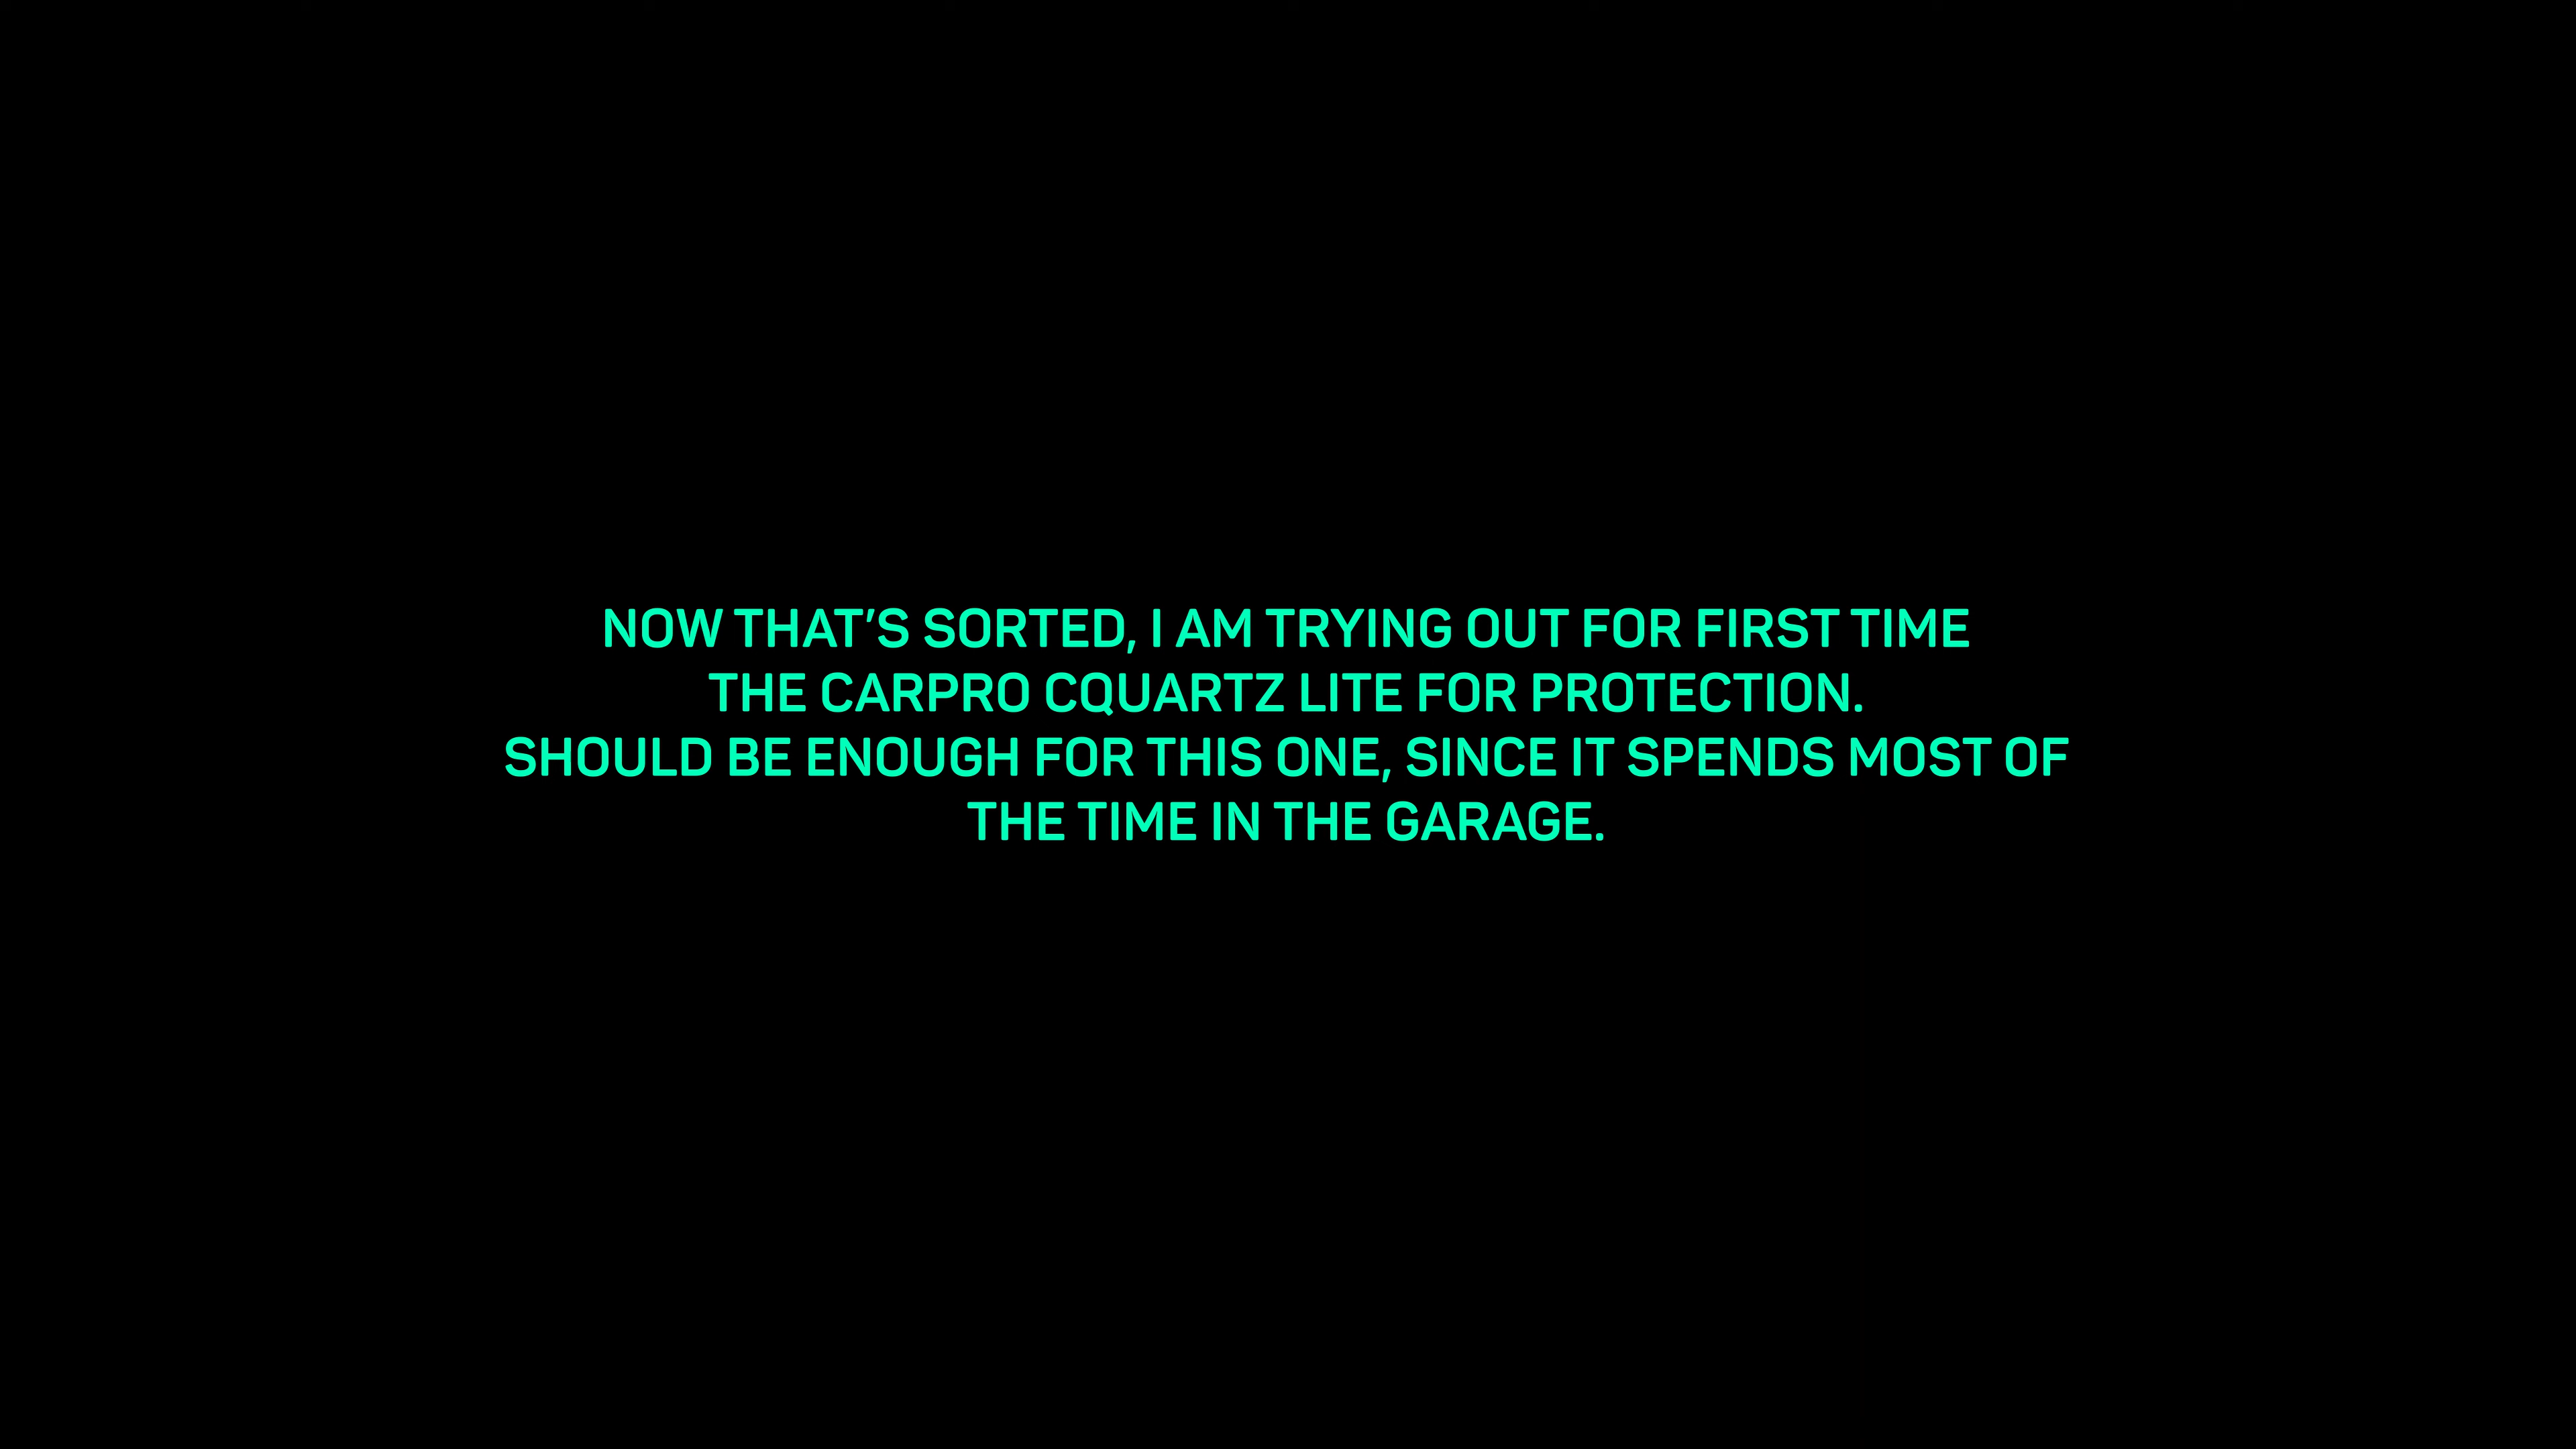 NOW THAT'S SORTED, I AM TRYING OUT FOR FIRST TIME
THE CARPRO CQUARTZ LITE FOR PROTECTION.
SHOULD BE ENOUGH FOR THIS ONE, SINCE IT SPENDS MOST OF
THE TIME IN THE GARAGE.